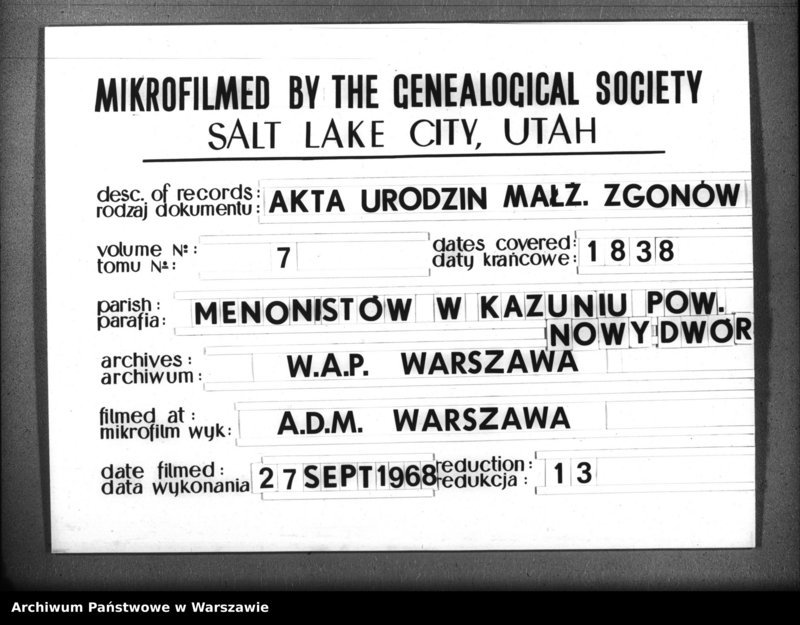 MIKROFILMED BY THE GENEALOGICAL SOCIETY
SALT LAKE CITY, UTAH
desc. of records: AKTA URODZIN MAŁŻ. ZGONÓW
rodzaj dokumentu:
volume №: 7 dates covered: 1838
tomu №: daty krańcowe:
parish: MENONISTÓW W KAZUNIU POW.
parafia: NOWY DWÓR
archives: W.A.P. WARSZAWA
archiwum:
filmed at: A.D.M. WARSZAWA
mikrofilm wyk:
date filmed: 27 SEPT 1968 reduction: 13
data wykonania redukcja:
Archiwum Państwowe w Warszawie